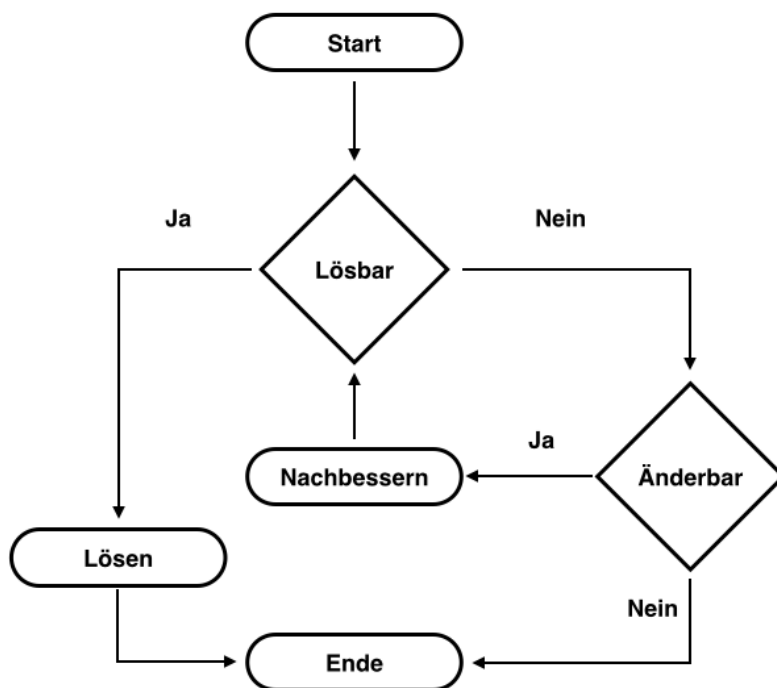 Start
Ja
Nein
Lösbar
Ja
Nachbessern
Änderbar
Lösen
Nein
Ende